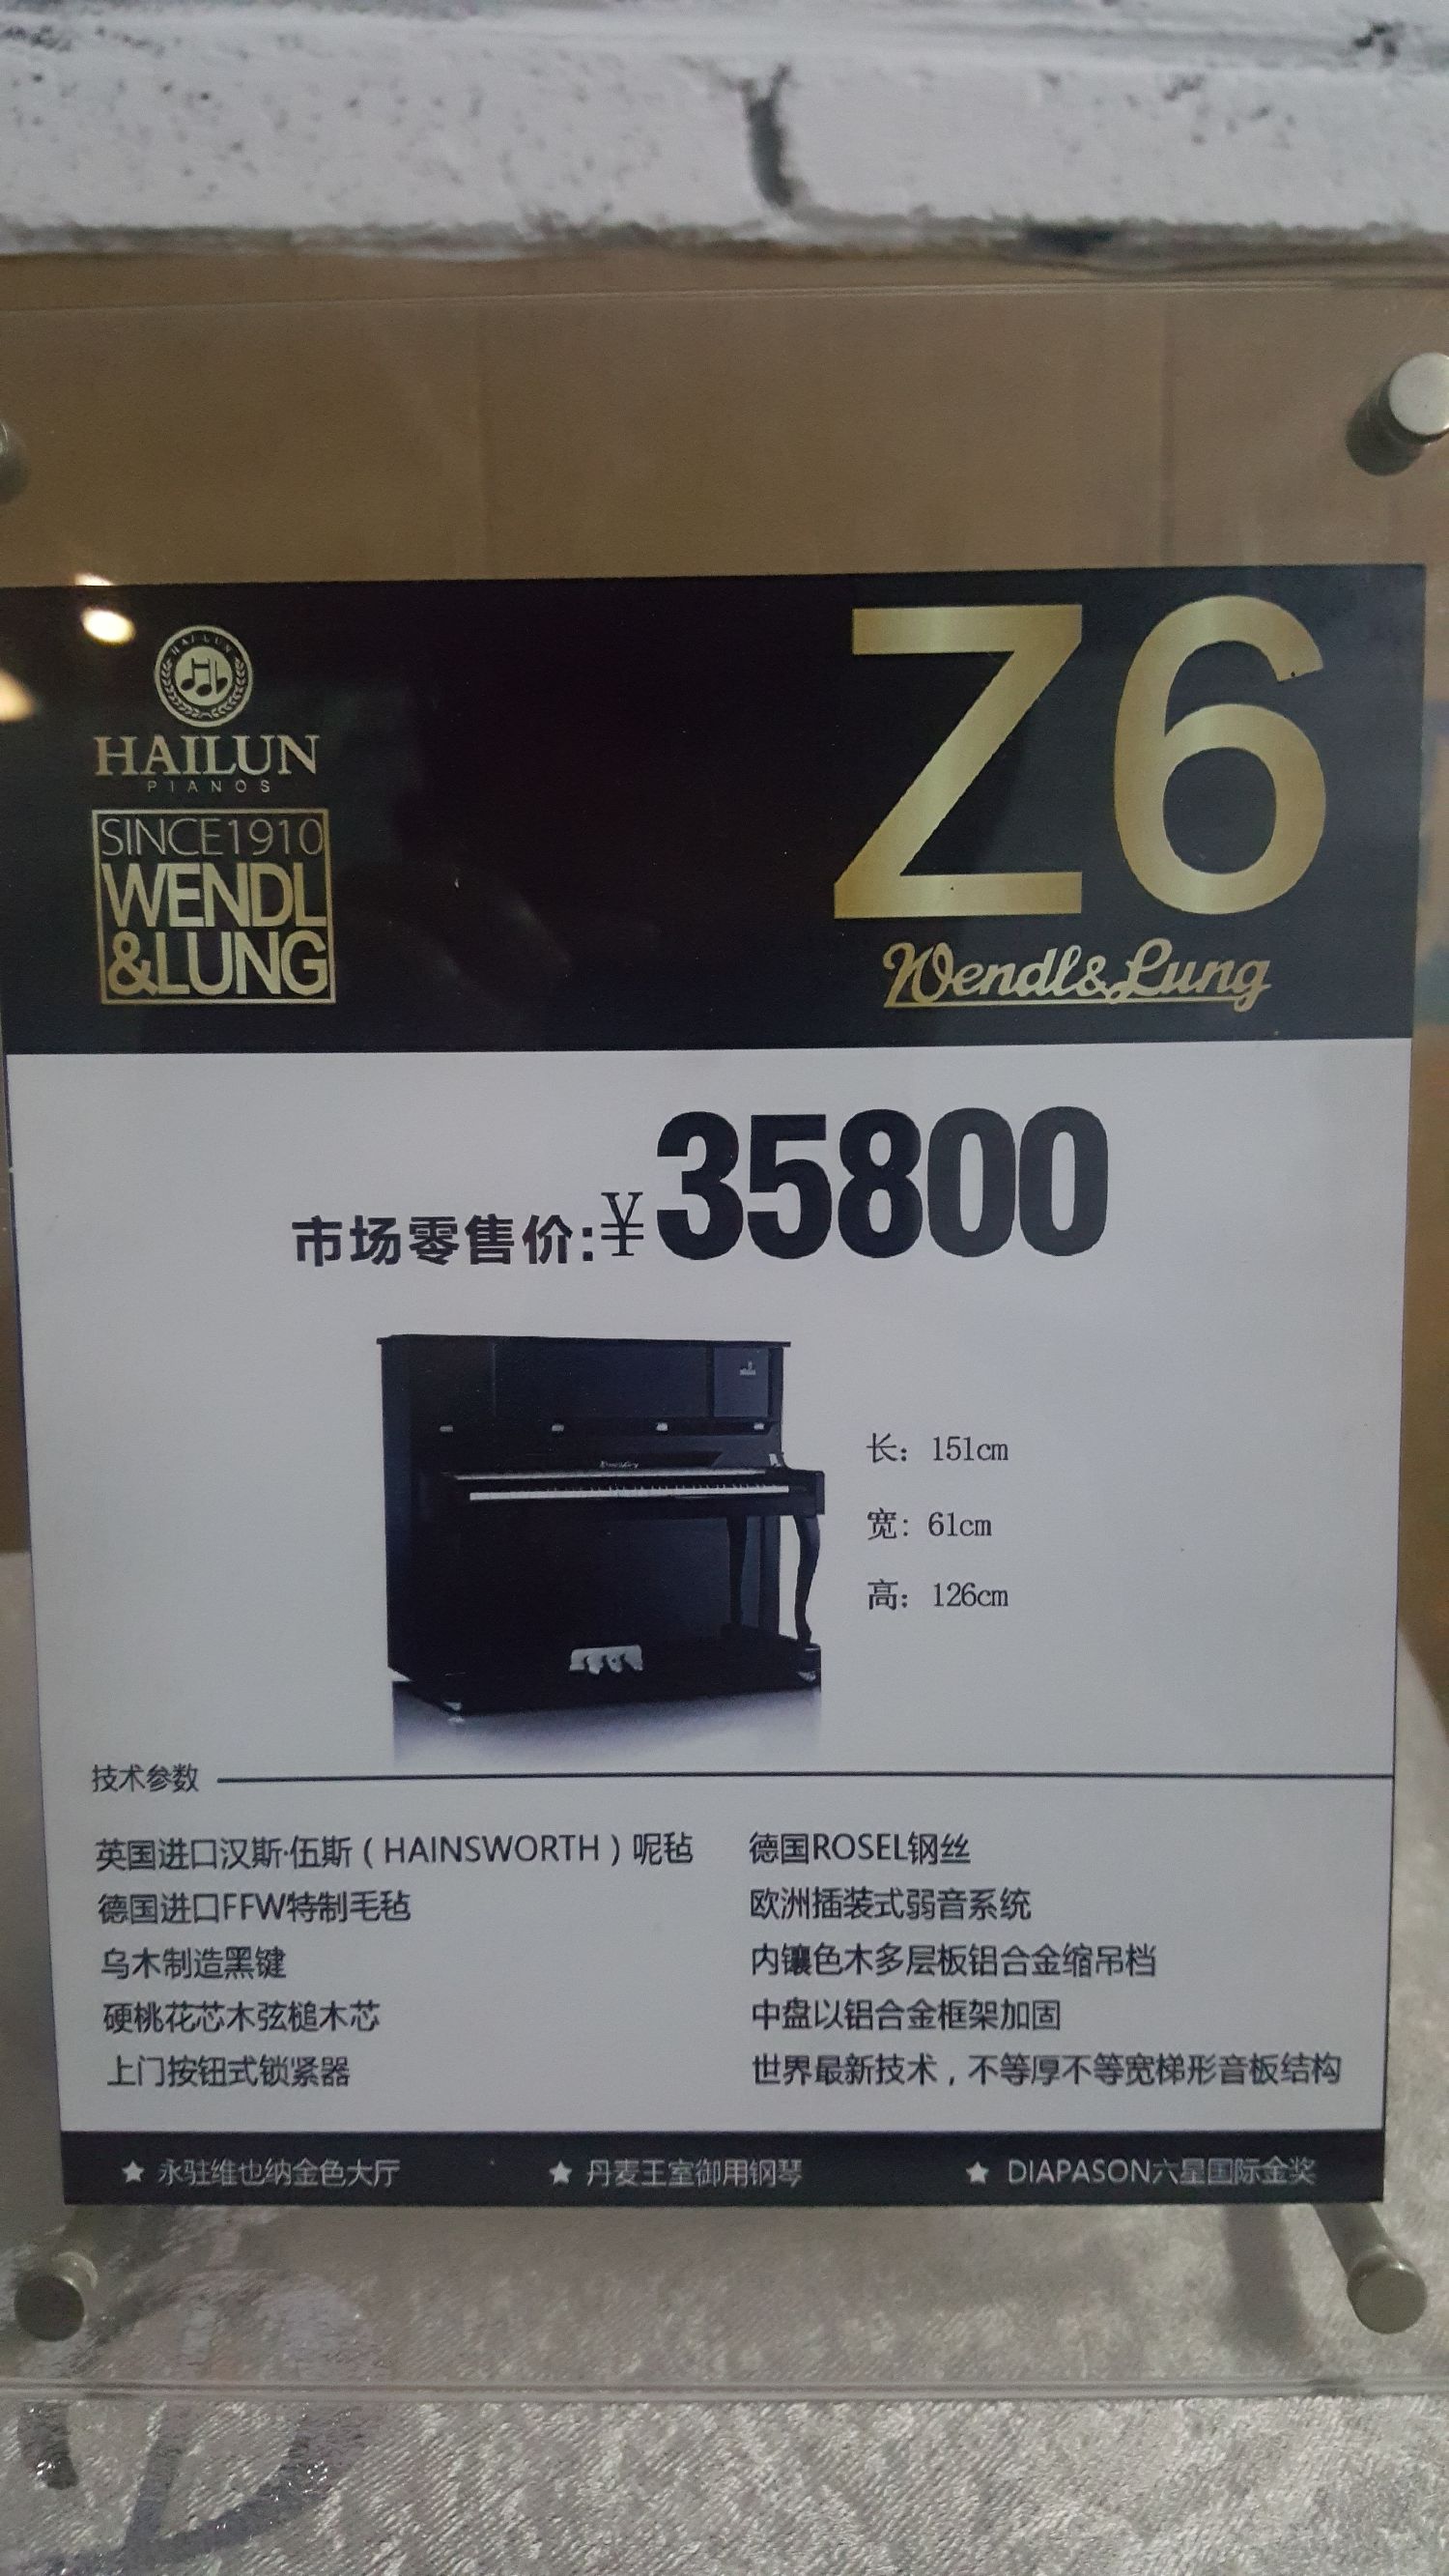 HAILUN
PIANOS
SINCE1910
WENDL
&LUNG
Z6
Wendl&Lung
市场零售价:¥35800
长：151cm
宽：61cm
高：126cm
技术参数
英国进口汉斯·伍斯（HAINSWORTH）呢毡
德国进口FFW特制毛毡
乌木制造黑键
硬桃花芯木弦槌木芯
上门按钮式锁紧器
德国ROSEL钢丝
欧洲插装式弱音系统
内镶色木多层板铝合金缩吊档
中盘以铝合金框架加固
世界最新技术，不等厚不等宽梯形音板结构
★ 永驻维也纳金色大厅 ★ 丹麦王室御用钢琴 ★ DIAPASON六星国际金奖